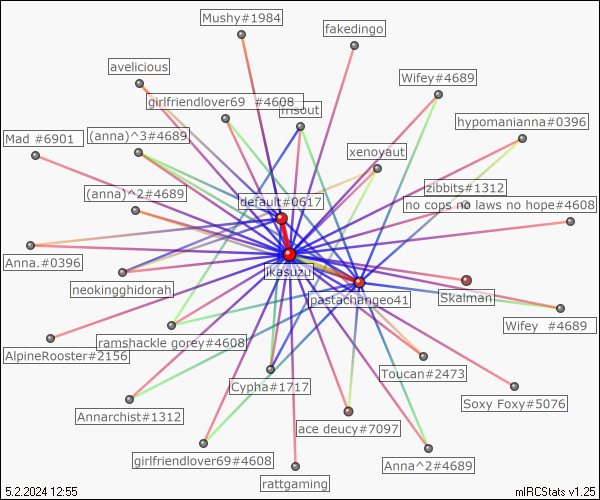 Mushy#1984
fakedingo
avelicious
Wifey#4689
girlfriendlover69 #4608
frisout
hypomanianna#0396
Mad #6901
(anna)^3#4689
xenoyaut
zibbits#1312
(anna)^2#4689
default#0617
no cops no laws no hope#4608
Anna.#0396
ikasuzu
neokingghidorah
pastachangeo41
Skalman
Wifey #4689
ramshackle gorey#4608
AlpineRooster#2156
Toucan#2473
Cypha#1717
Soxy Foxy#5076
Annarchist#1312
ace deucy#7097
girlfriendlover69#4608
Anna^2#4689
rattgaming
5.2.2024 12:55
mIRCStats v1.25